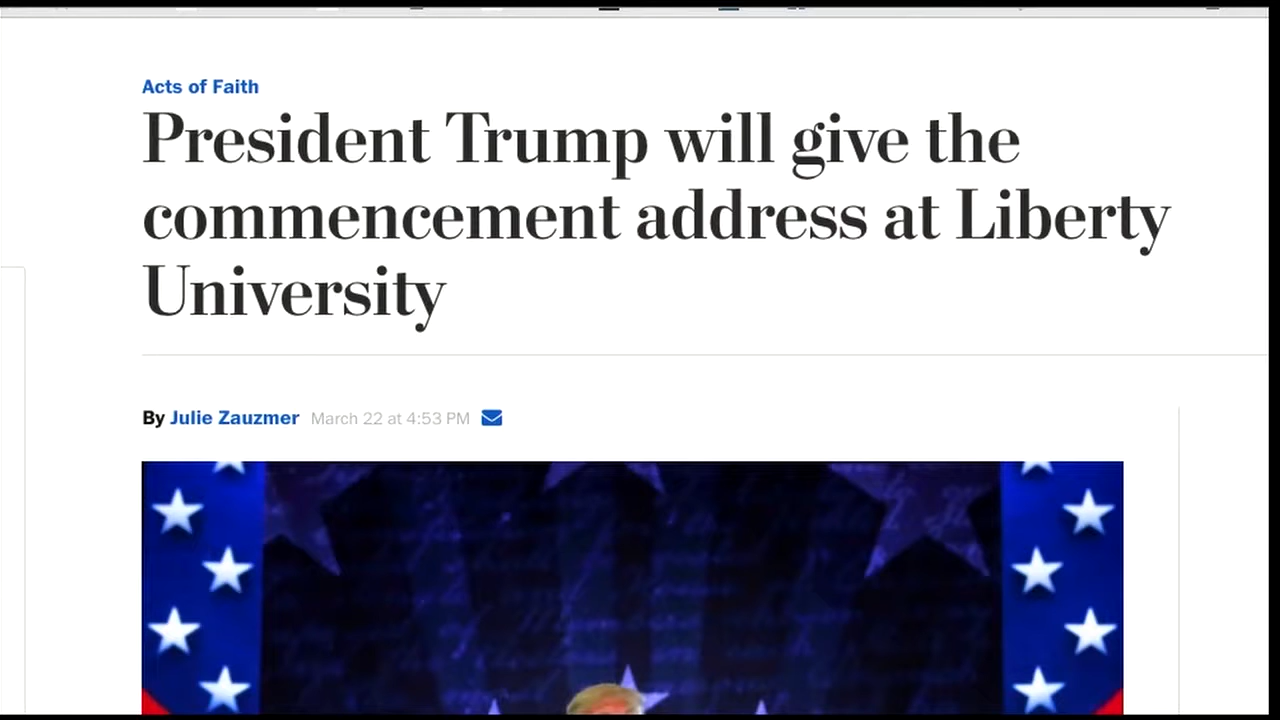 Acts of Faith
President Trump will give the
commencement address at Liberty
University
By Julie Zauzmer March 22 at 4:53 PM